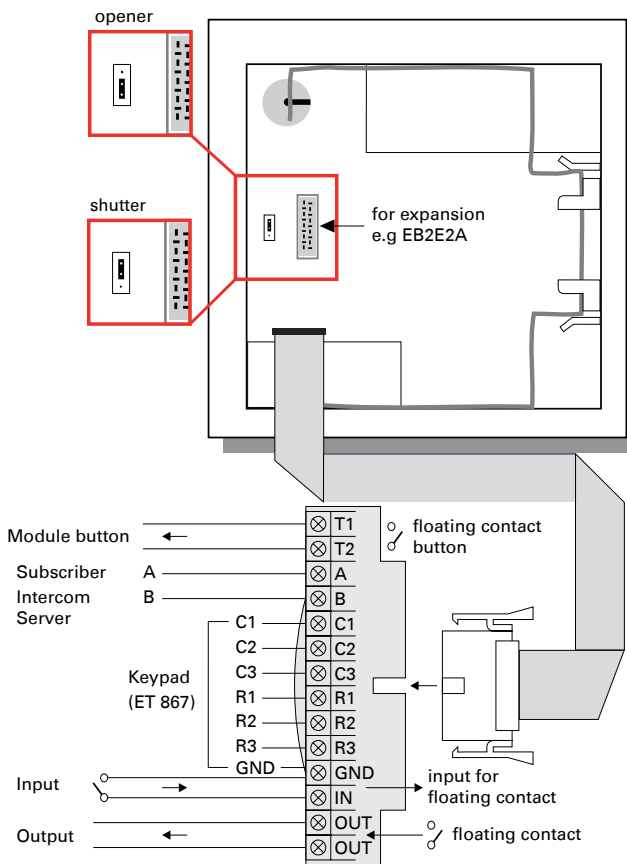 opener
shutter
for expansion
e.g EB2E2A
Module button
T1
T2
floating contact
button
Subscriber A
A
Intercom B
Server
B
C1
C1
C2
C2
C3
C3
Keypad
(ET 867)
R1
R1
R2
R2
R3
R3
GND
GND
Input
IN
input for
floating contact
Output
OUT
OUT
floating contact